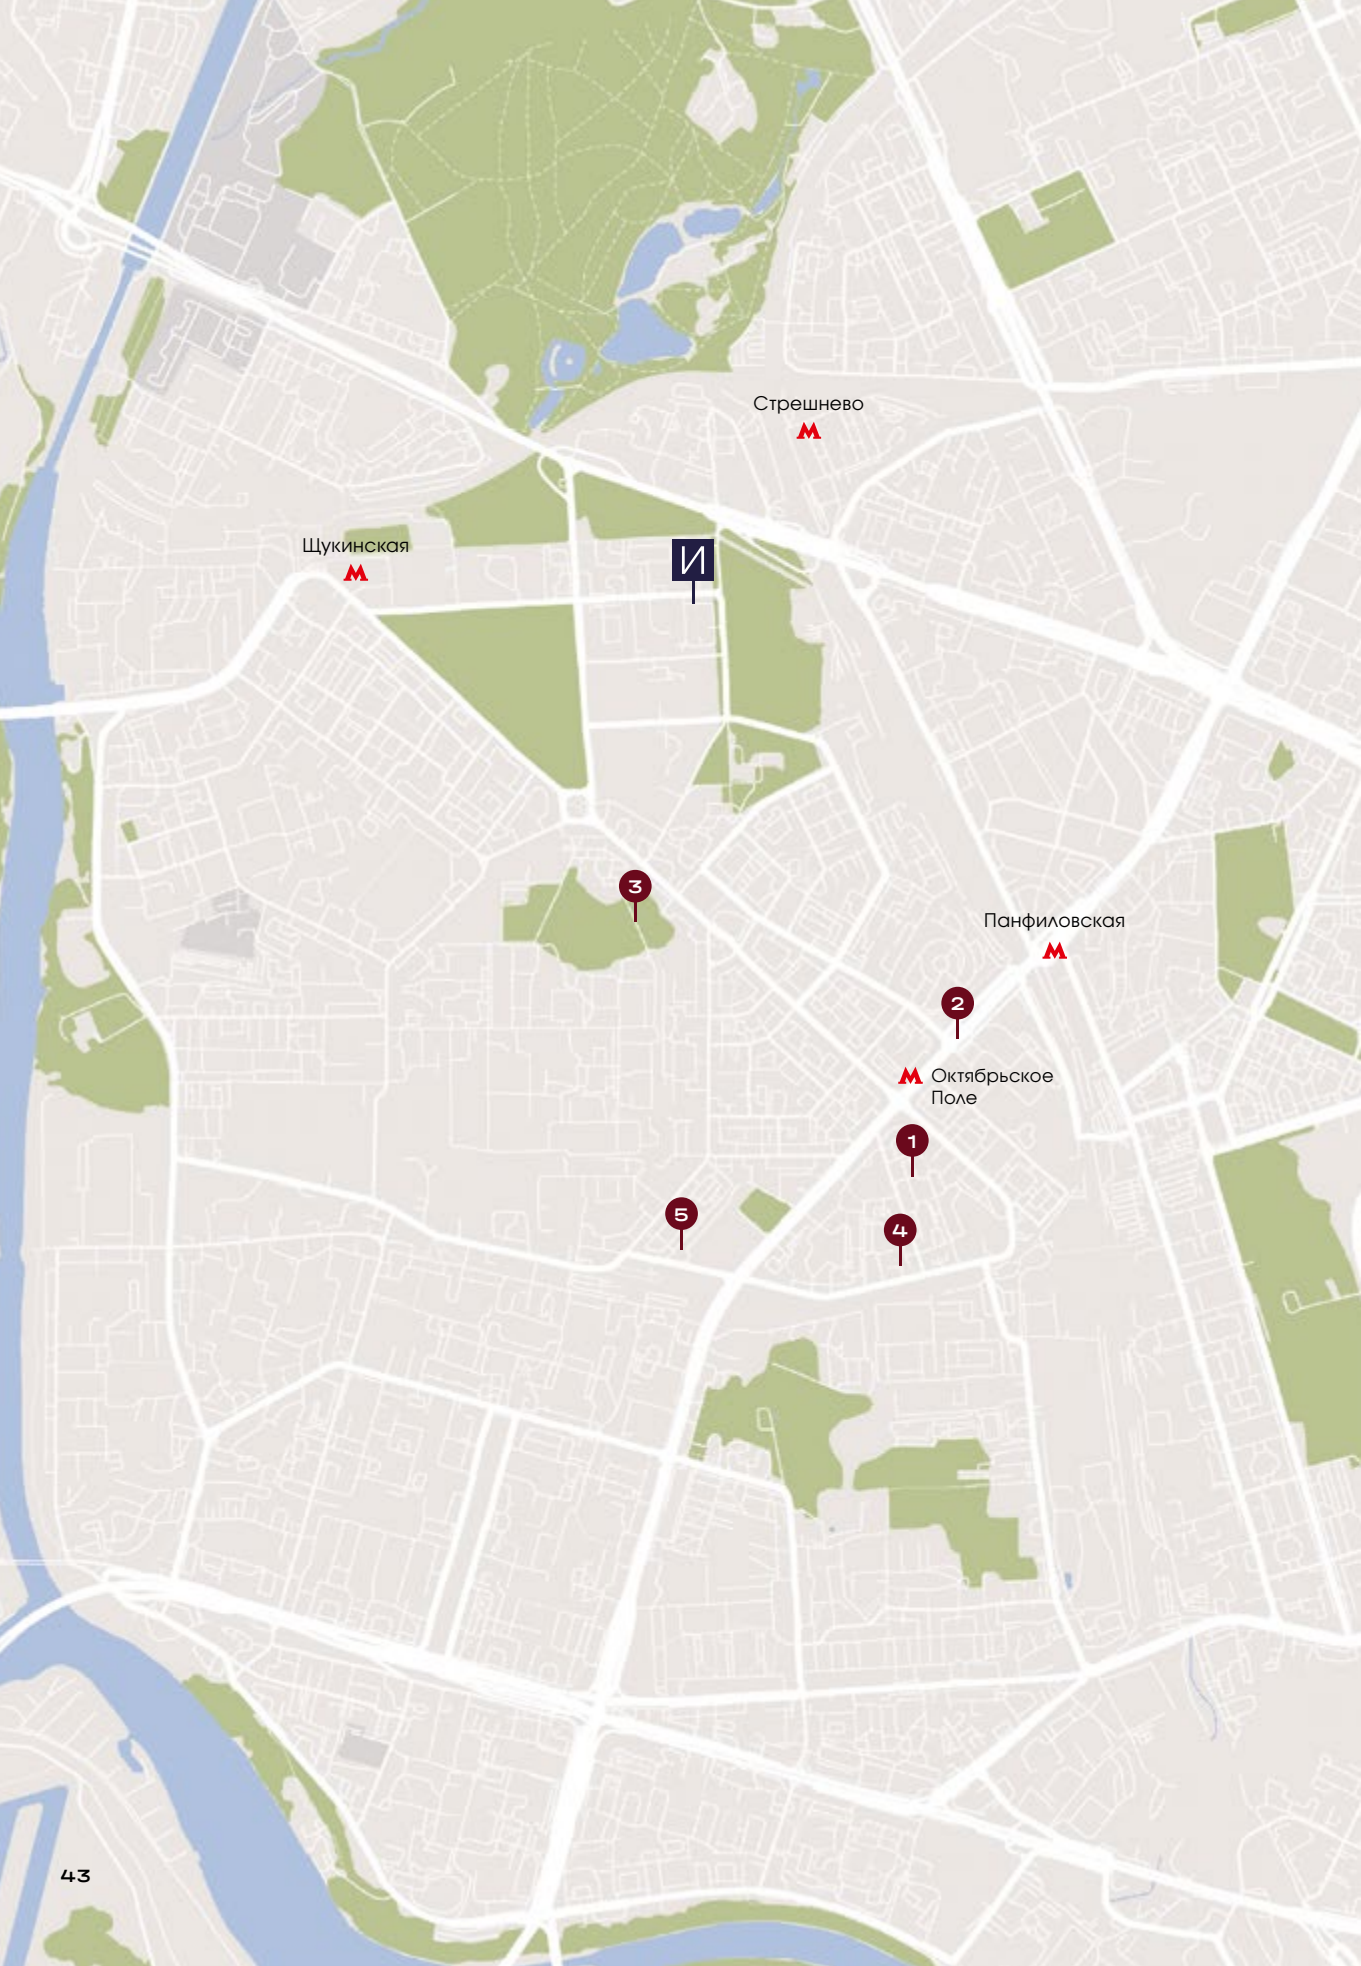 Стрешнево
М
Щукинская
М
И
3
Панфиловская
М
2
М
Октябрьское
Поле
1
5
4
43